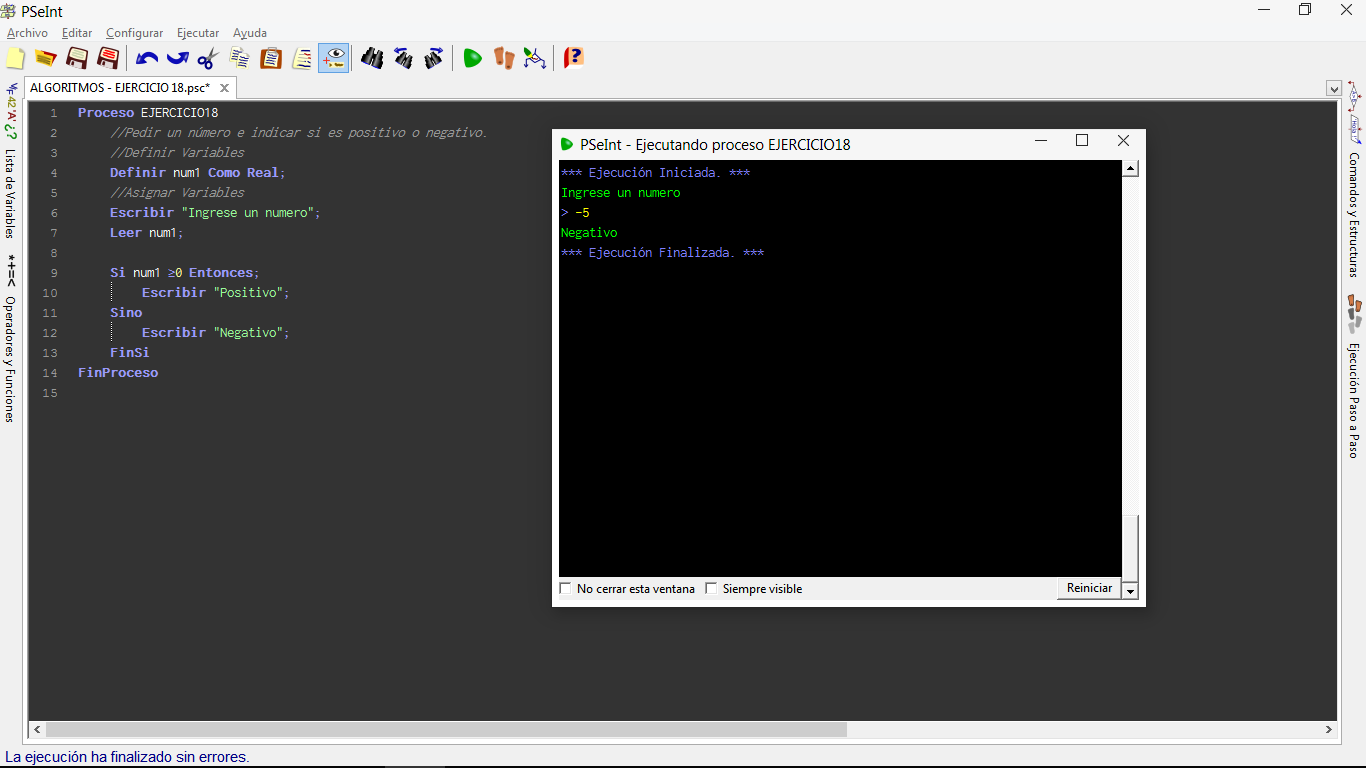 PSeInt
Archivo Editar Configurar Ejecutar Ayuda
ALGORITMOS - EJERCICIO 18.psc*
Lista de Variables
*+=< Operadores y Funciones
1 Proceso EJERCICIO18
2 //Pedir un número e indicar si es positivo o negativo.
3 //Definir Variables
4 Definir num1 Como Real;
5 //Asignar Variables
6 Escribir "Ingrese un numero";
7 Leer num1;
8
9 Si num1 ≥0 Entonces;
10 Escribir "Positivo";
11 Sino
12 Escribir "Negativo";
13 FinSi
14 FinProceso
15
PSeInt - Ejecutando proceso EJERCICIO18
*** Ejecución Iniciada. ***
Ingrese un numero
> -5
Negativo
*** Ejecución Finalizada. ***
No cerrar esta ventana Siempre visible Reiniciar
Comandos y Estructuras
Ejecución Paso a Paso
La ejecución ha finalizado sin errores.